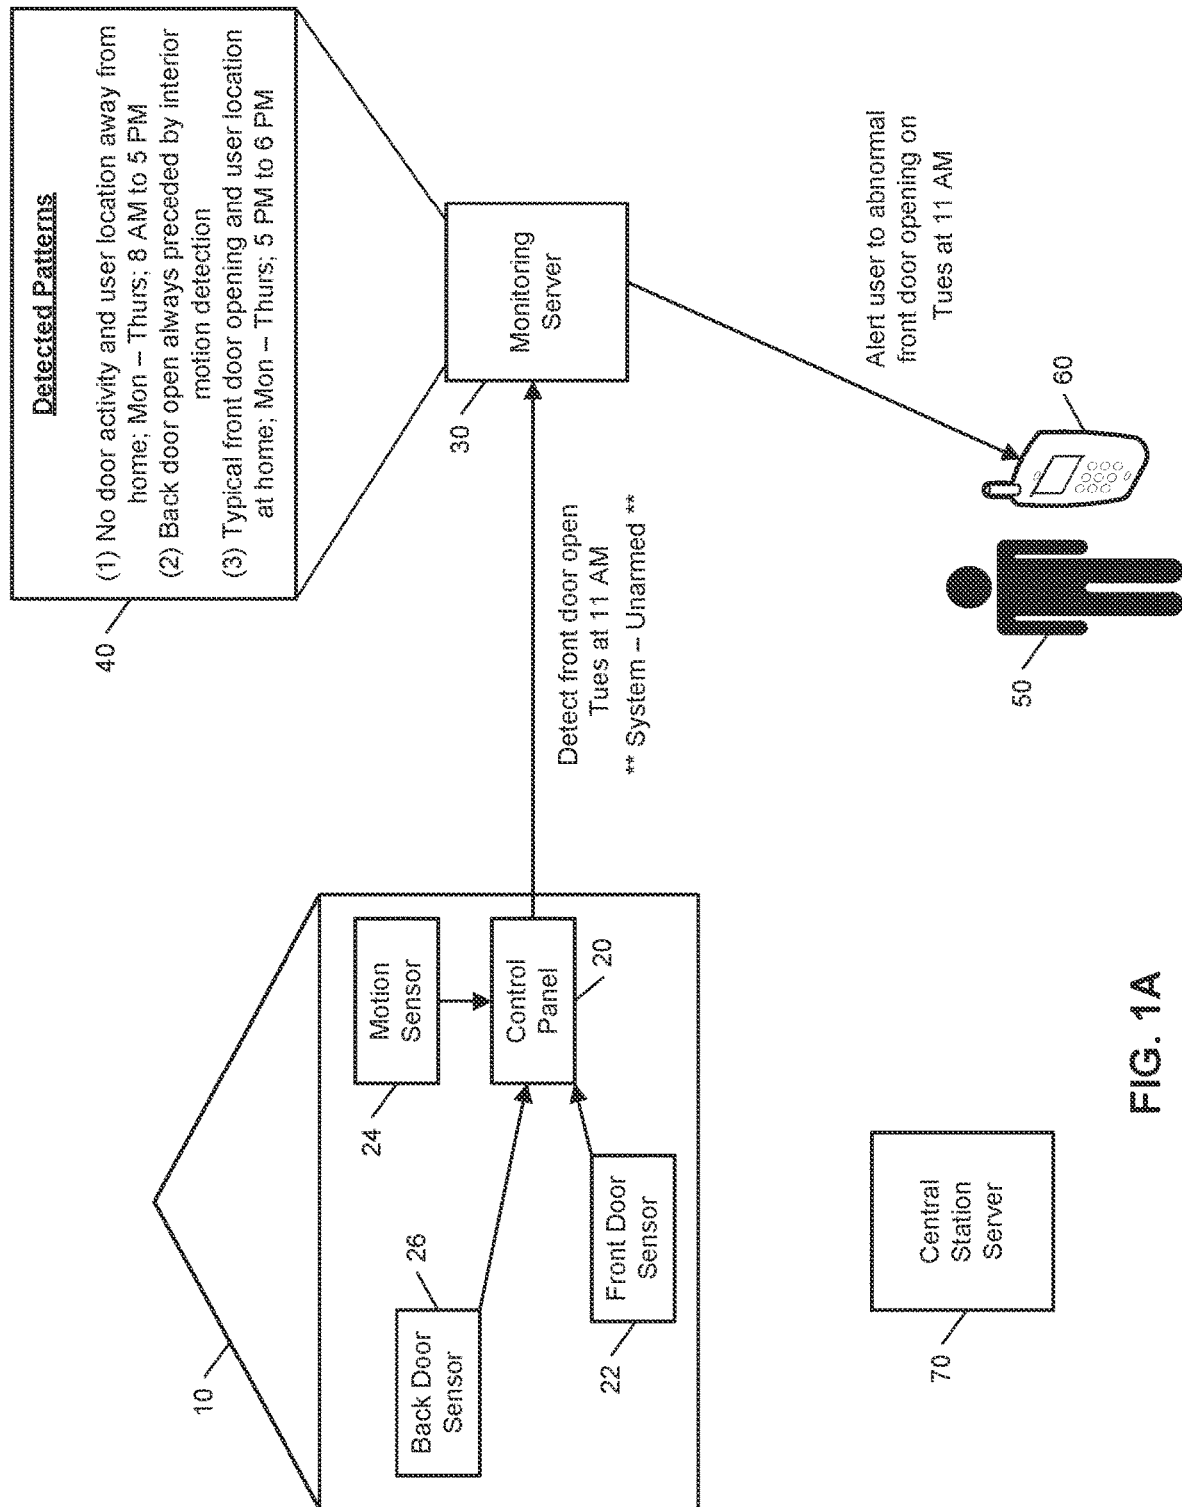 Detected Patterns
(1) No door activity and user location away from
home; Mon – Thurs; 8 AM to 5 PM
(2) Back door open always preceded by interior
motion detection
(3) Typical front door opening and user location
at home; Mon – Thurs; 5 PM to 6 PM
40
10
Motion
Sensor
24
Back Door
Sensor
26
Control
Panel
20
Front Door
Sensor
22
Detect front door open
Tues at 11 AM
** System – Unarmed **
30
Monitoring
Server
Alert user to abnormal
front door opening on
Tues at 11 AM
60
50
Central
Station
Server
70
FIG. 1A